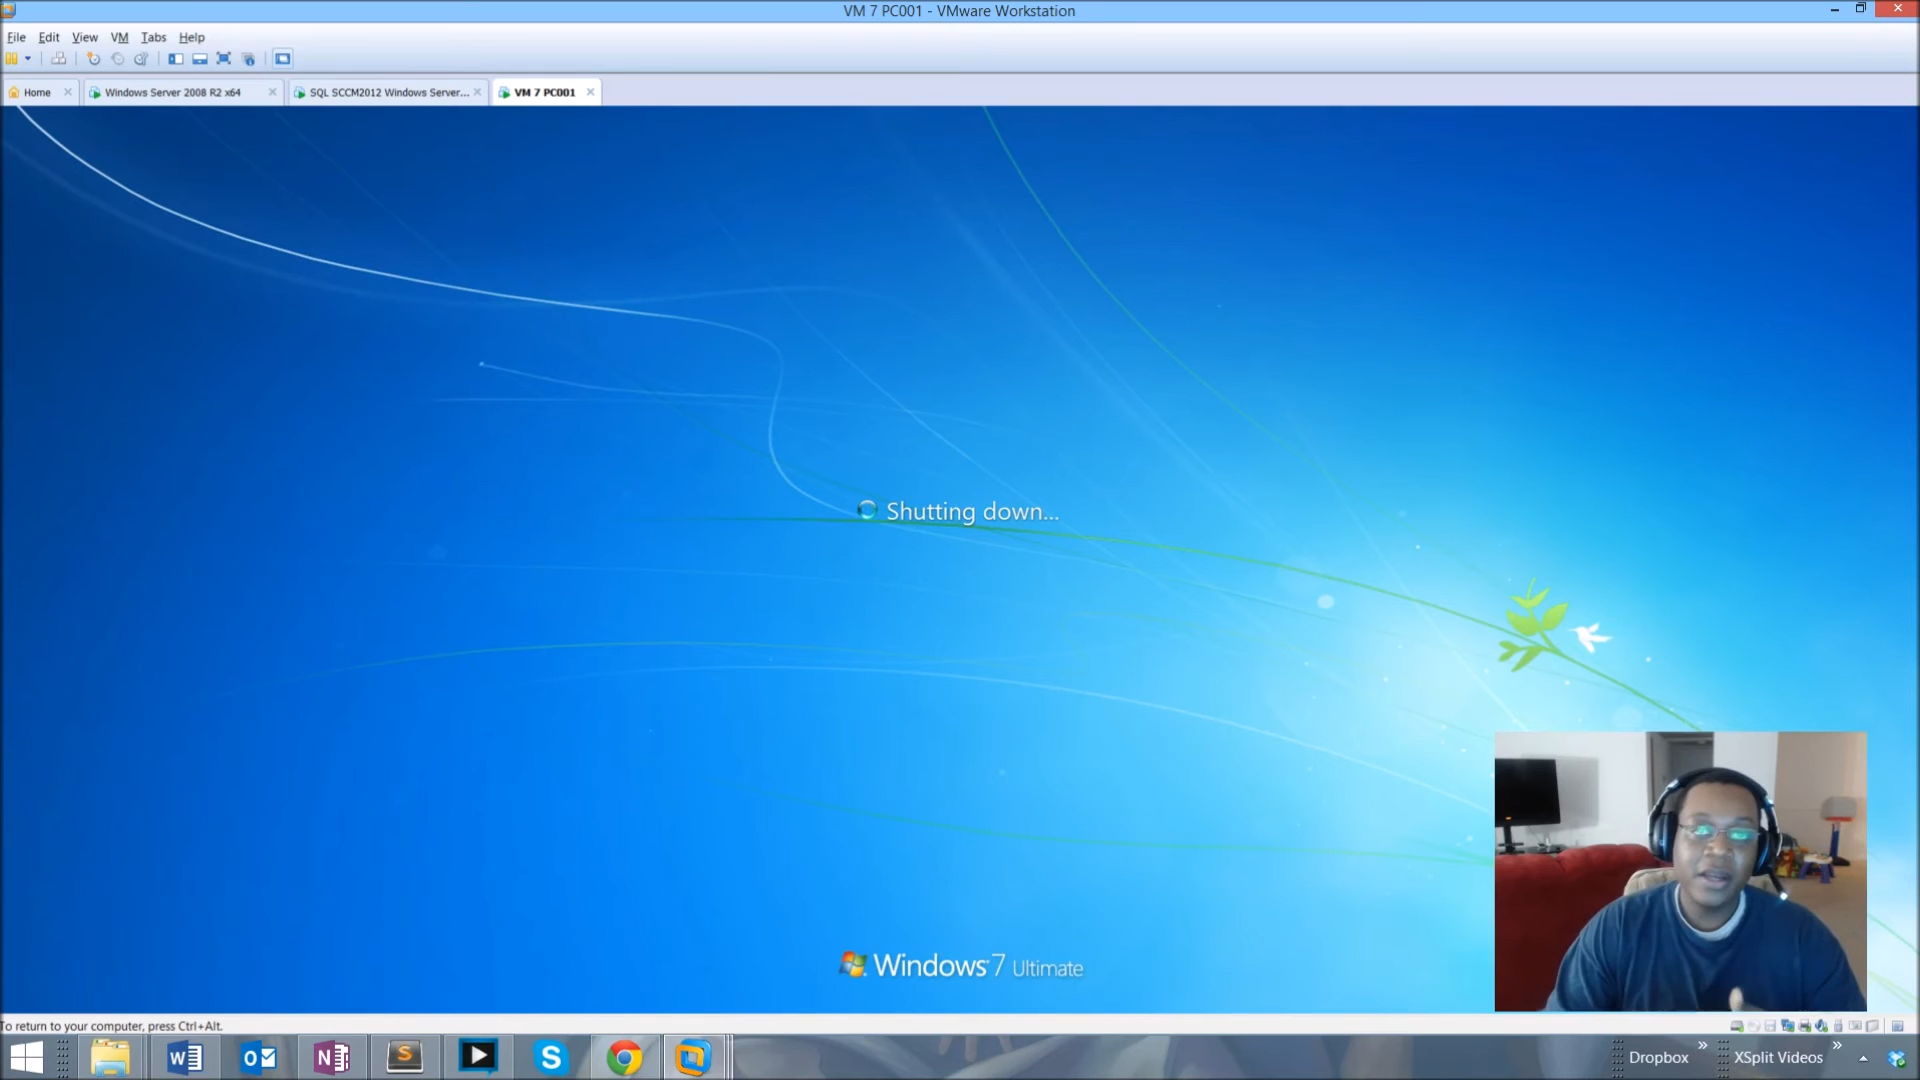 VM 7 PC001 - VMware Workstation
File Edit View VM Tabs Help
Home Windows Server 2008 R2 x64 SQL SCCM2012 Windows Server... VM 7 PC001
Shutting down...
Windows 7 Ultimate
To return to your computer, press Ctrl+Alt.
Dropbox » XSplit Videos »